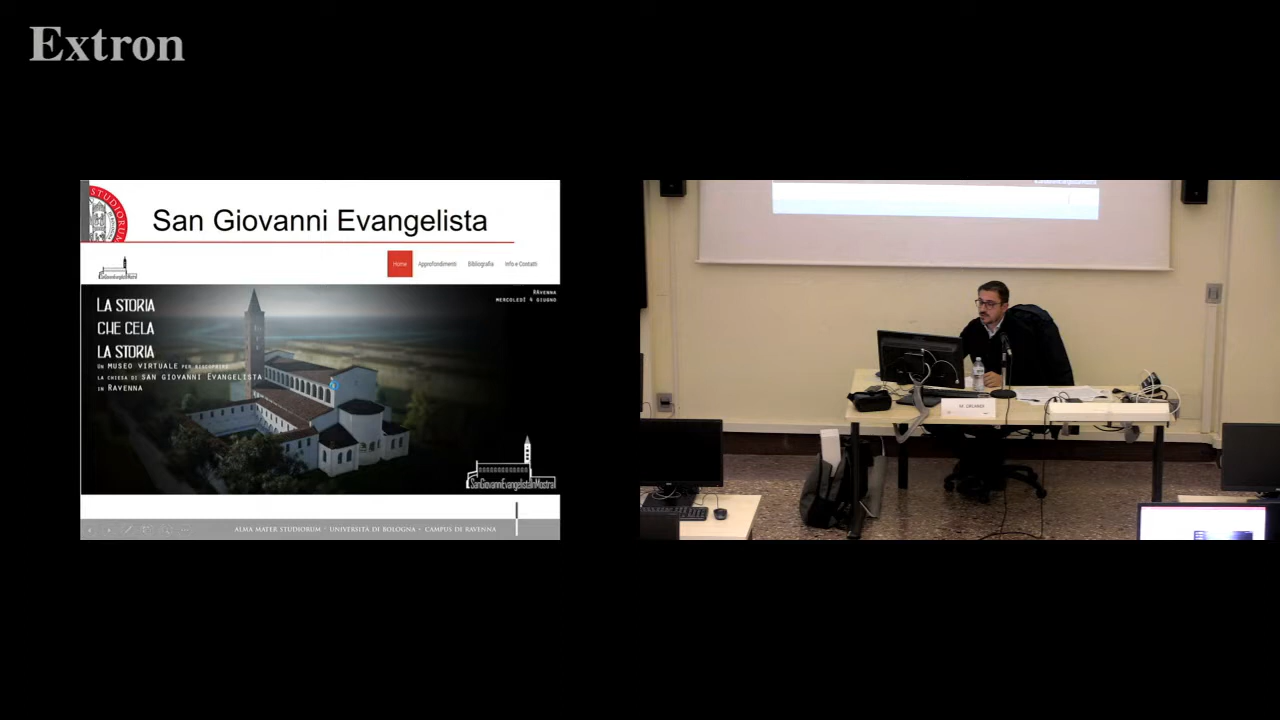 Extron
STUDIORUM
San Giovanni Evangelista
Home Approfondimenti Bibliografia Info e Contatti
RAVENNA
MERCOLEDÌ 4 GIUGNO
LA STORIA
CHE CELA
LA STORIA
UN MUSEO VIRTUALE PER RISCOPRIRE
LA CHIESA DI SAN GIOVANNI EVANGELISTA
IN RAVENNA
SanGiovanniEvangelistaInMostra
ALMA MATER STUDIORUM - UNIVERSITÀ DI BOLOGNA - CAMPUS DI RAVENNA